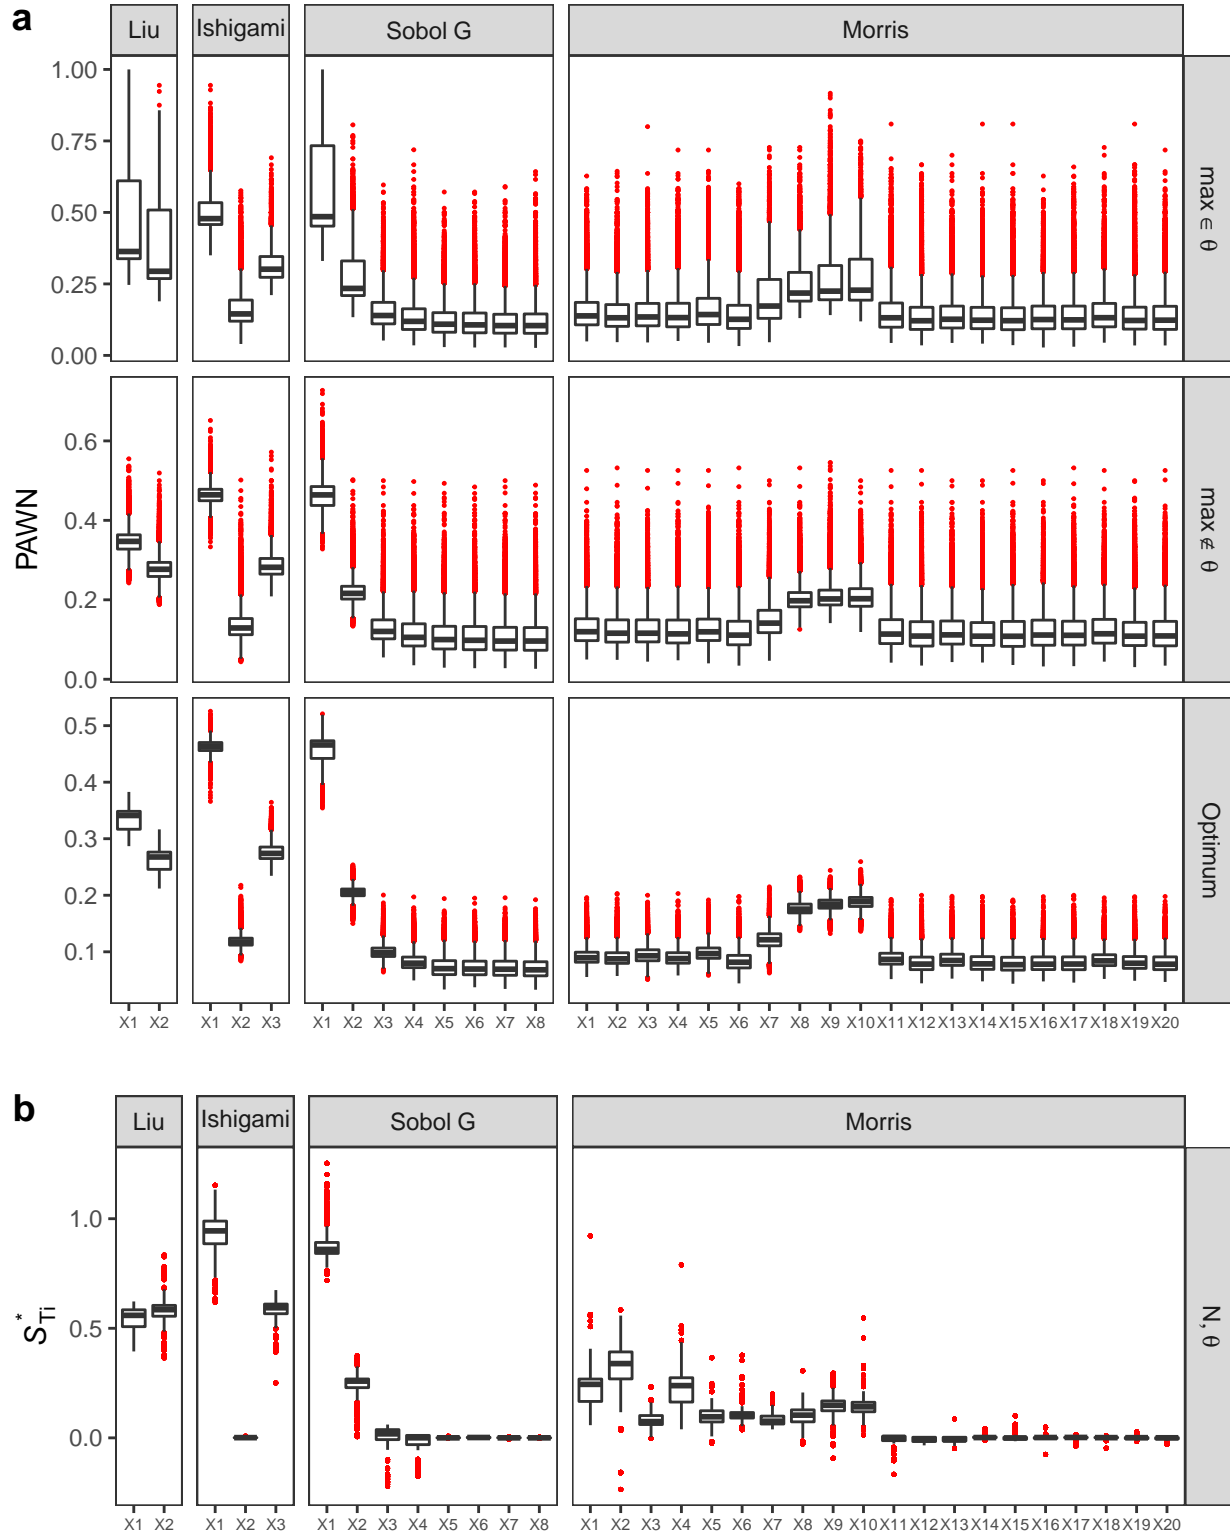 a
Liu Ishigami Sobol G Morris
1.00
0.75
0.50
0.25
0.00
max ∈ θ
PAWN
0.6
0.4
0.2
0.0
max ∉ θ
0.5
0.4
0.3
0.2
0.1
Optimum
X1 X2 X1 X2 X3 X1 X2 X3 X4 X5 X6 X7 X8 X1 X2 X3 X4 X5 X6 X7 X8 X9 X10 X11 X12 X13 X14 X15 X16 X17 X18 X19 X20
b
Liu Ishigami Sobol G Morris
S*Ti
1.0
0.5
0.0
N, θ
X1 X2 X1 X2 X3 X1 X2 X3 X4 X5 X6 X7 X8 X1 X2 X3 X4 X5 X6 X7 X8 X9 X10 X11 X12 X13 X14 X15 X16 X17 X18 X19 X20